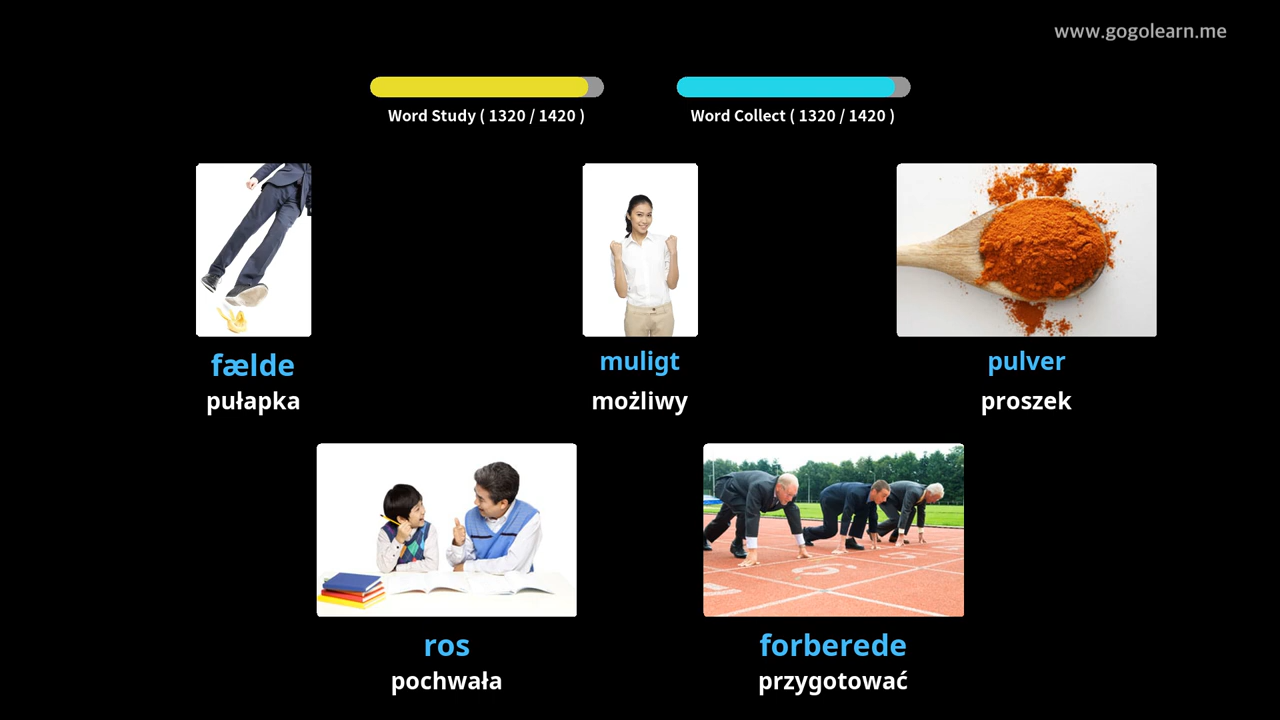 www.gogolearn.me
Word Study ( 1320 / 1420 )
Word Collect ( 1320 / 1420 )
fælde
pułapka
muligt
możliwy
pulver
proszek
ros
pochwała
forberede
przygotować